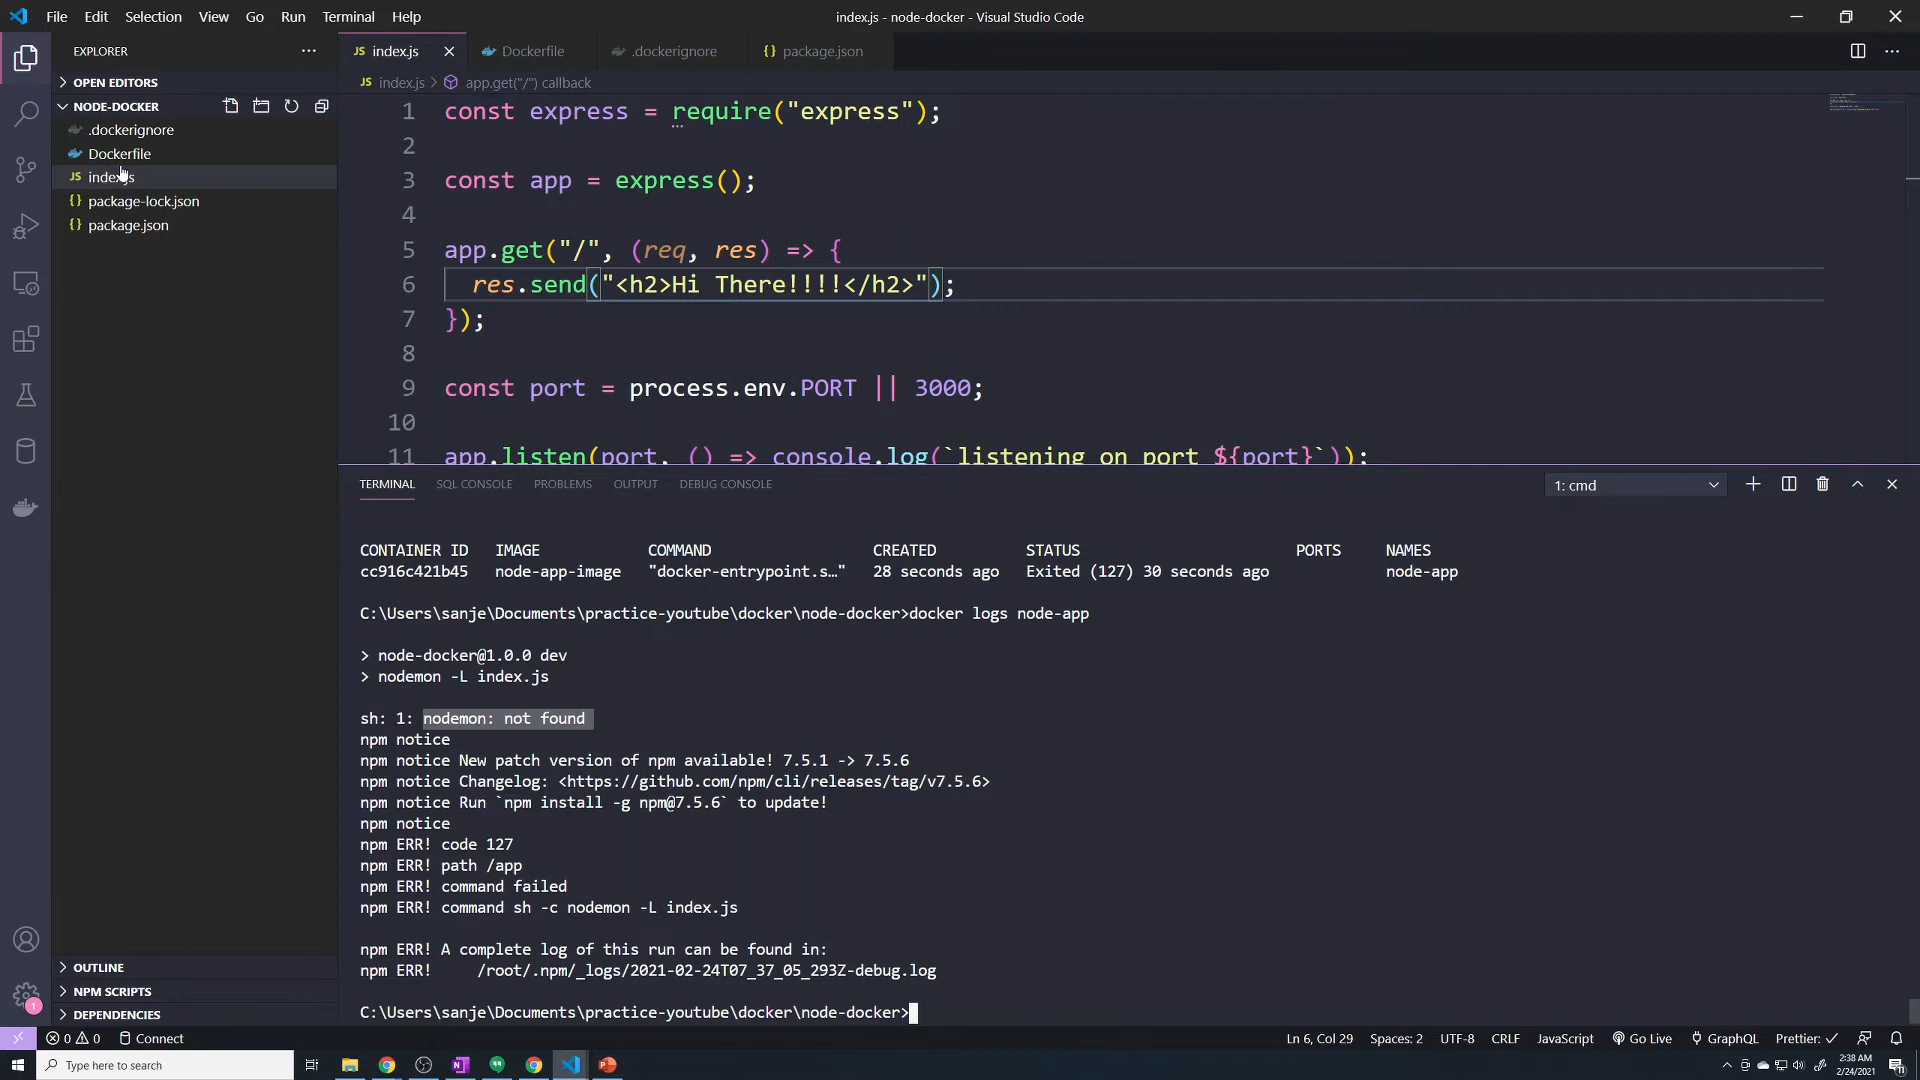 File Edit Selection View Go Run Terminal Help
index.js - node-docker - Visual Studio Code
EXPLORER
OPEN EDITORS
NODE-DOCKER
.dockerignore
Dockerfile
index.js
package-lock.json
package.json
OUTLINE
NPM SCRIPTS
DEPENDENCIES
JS index.js Dockerfile .dockerignore {} package.json
JS index.js > app.get("/") callback
1 const express = require("express");
2
3 const app = express();
4
5 app.get("/", (req, res) => {
6 res.send("<h2>Hi There!!!!</h2>");
7 });
8
9 const port = process.env.PORT || 3000;
10
11 app.listen(port, () => console.log(`listening on port ${port}`));
TERMINAL SQL CONSOLE PROBLEMS OUTPUT DEBUG CONSOLE 1: cmd
CONTAINER ID IMAGE COMMAND CREATED STATUS PORTS NAMES
cc916c421b45 node-app-image "docker-entrypoint.s…" 28 seconds ago Exited (127) 30 seconds ago node-app
C:\Users\sanje\Documents\practice-youtube\docker\node-docker>docker logs node-app
> node-docker@1.0.0 dev
> nodemon -L index.js
sh: 1: nodemon: not found
npm notice
npm notice New patch version of npm available! 7.5.1 -> 7.5.6
npm notice Changelog: <https://github.com/npm/cli/releases/tag/v7.5.6>
npm notice Run `npm install -g npm@7.5.6` to update!
npm notice
npm ERR! code 127
npm ERR! path /app
npm ERR! command failed
npm ERR! command sh -c nodemon -L index.js
npm ERR! A complete log of this run can be found in:
npm ERR! /root/.npm/_logs/2021-02-24T07_37_05_293Z-debug.log
C:\Users\sanje\Documents\practice-youtube\docker\node-docker>
1
0 0 Connect Ln 6, Col 29 Spaces: 2 UTF-8 CRLF JavaScript Go Live GraphQL Prettier: ✓
Type here to search
2:38 AM
2/24/2021